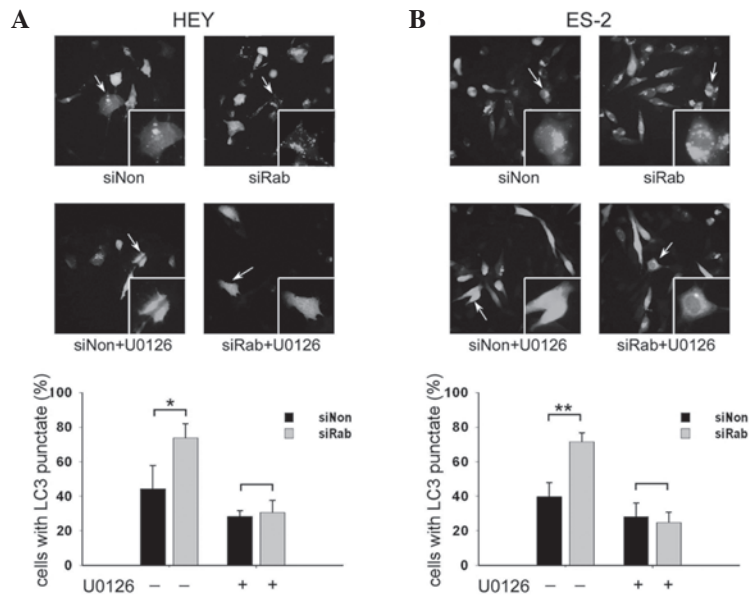 A
HEY
siNon
siRab
siNon+U0126
siRab+U0126
cells with LC3 punctate (%)
100
80
60
40
20
0
*
siNon
siRab
U0126 – – + +
B
ES-2
siNon
siRab
siNon+U0126
siRab+U0126
cells with LC3 punctate (%)
100
80
60
40
20
0
**
siNon
siRab
U0126 – – + +